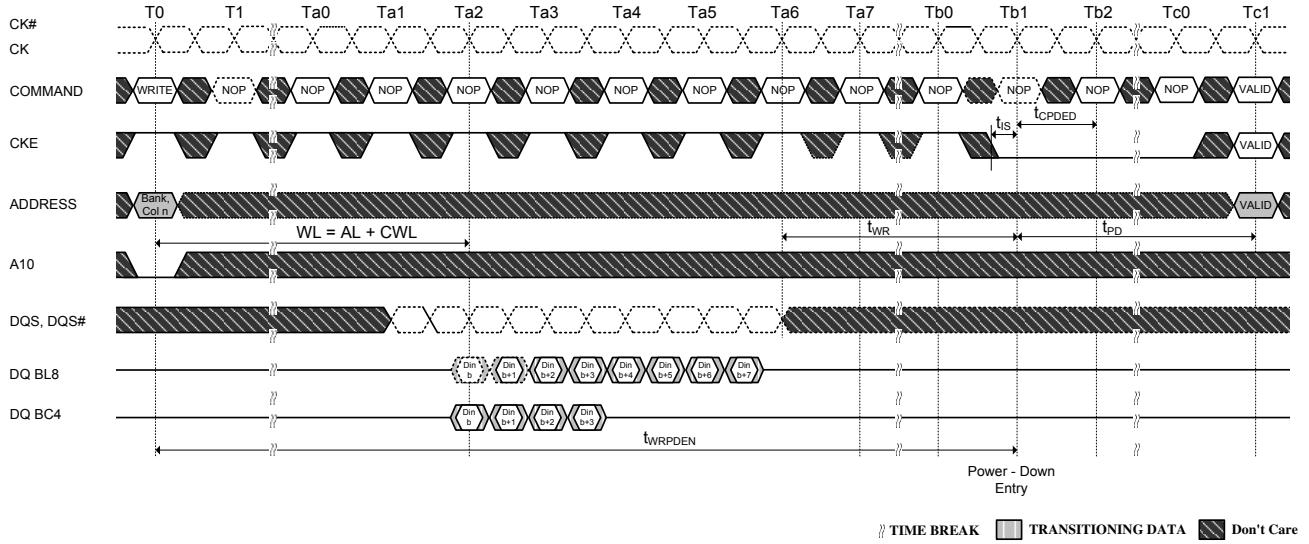 T0 T1 Ta0 Ta1 Ta2 Ta3 Ta4 Ta5 Ta6 Ta7 Tb0 Tb1 Tb2 Tc0 Tc1
CK#
CK
COMMAND WRITE NOP NOP NOP NOP NOP NOP NOP NOP NOP NOP NOP NOP NOP VALID
tIS tCPDED
CKE VALID
ADDRESS Bank, Col n VALID
WL = AL + CWL tWR tPD
A10
DQS, DQS#
DQ BL8 Din b Din b+1 Din b+2 Din b+3 Din b+4 Din b+5 Din b+6 Din b+7
DQ BC4 Din b Din b+1 Din b+2 Din b+3
tWRPDEN
Power - Down
Entry
TIME BREAK TRANSITIONING DATA Don't Care